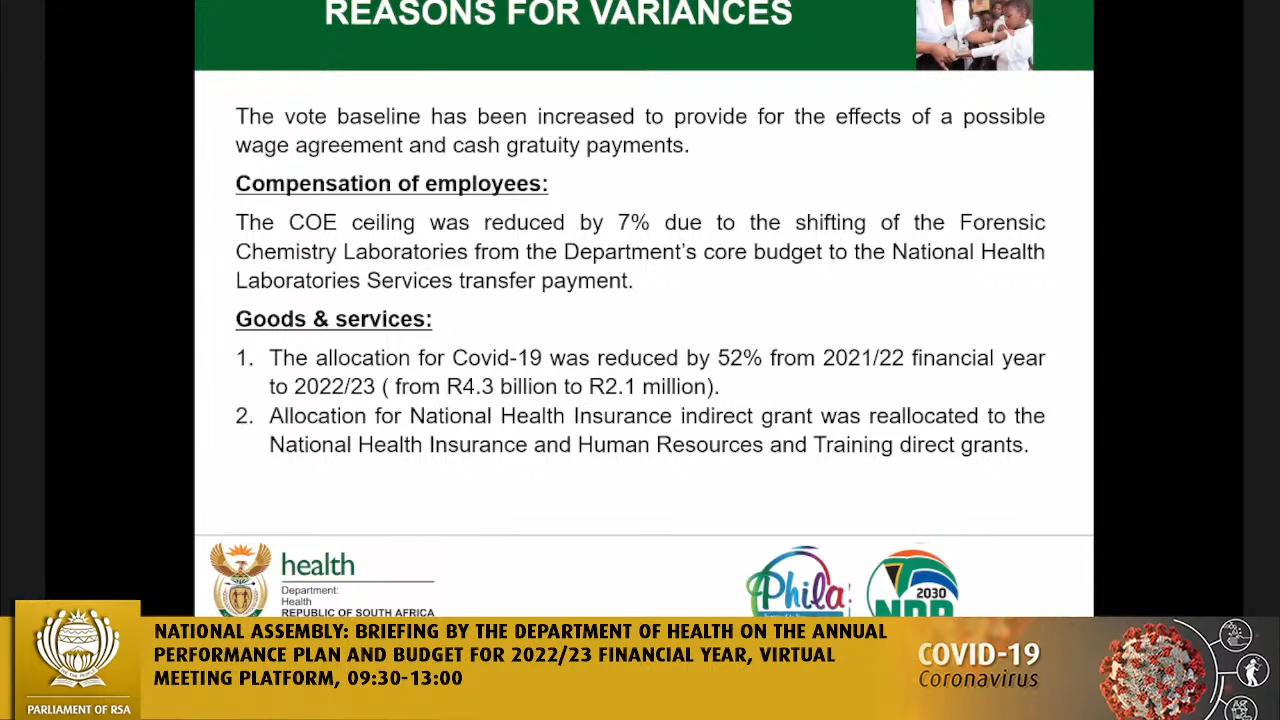 REASONS FOR VARIANCES
The vote baseline has been increased to provide for the effects of a possible
wage agreement and cash gratuity payments.
Compensation of employees:
The COE ceiling was reduced by 7% due to the shifting of the Forensic
Chemistry Laboratories from the Department's core budget to the National Health
Laboratories Services transfer payment.
Goods & services:
1. The allocation for Covid-19 was reduced by 52% from 2021/22 financial year
to 2022/23 ( from R4.3 billion to R2.1 million).
2. Allocation for National Health Insurance indirect grant was reallocated to the
National Health Insurance and Human Resources and Training direct grants.
health
Department:
Health
REPUBLIC OF SOUTH AFRICA
Phila
2030
NDP
NATIONAL ASSEMBLY: BRIEFING BY THE DEPARTMENT OF HEALTH ON THE ANNUAL
PERFORMANCE PLAN AND BUDGET FOR 2022/23 FINANCIAL YEAR, VIRTUAL
MEETING PLATFORM, 09:30-13:00
PARLIAMENT OF RSA
COVID-19
Coronavirus